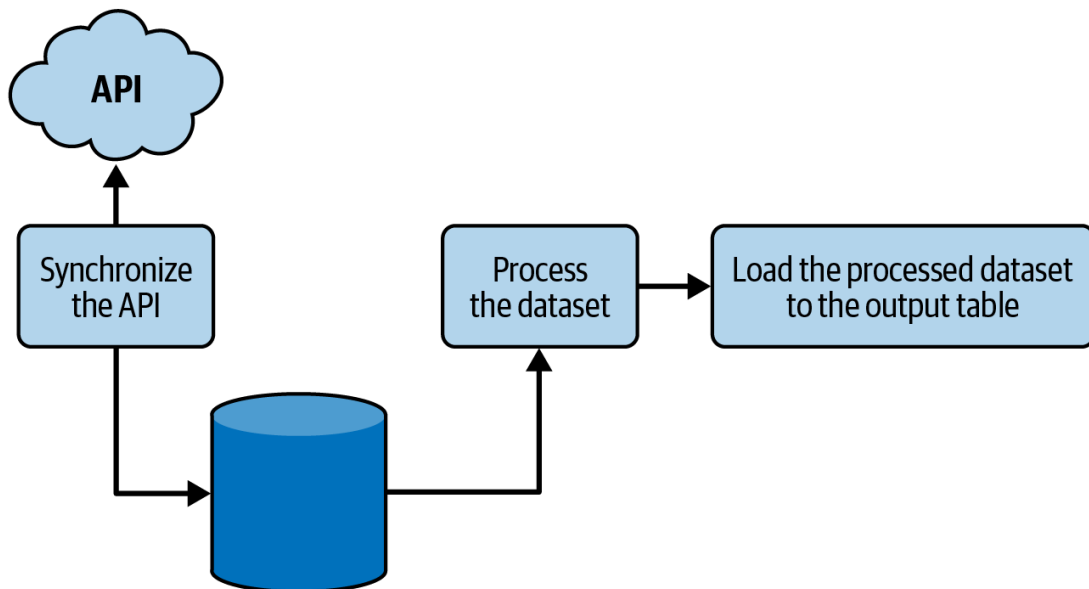 API
Synchronize
the API
Process
the dataset
Load the processed dataset
to the output table